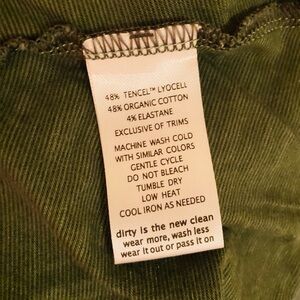 48% TENCEL™ LYOCELL
48% ORGANIC COTTON
4% ELASTANE
EXCLUSIVE OF TRIMS
MACHINE WASH COLD
WITH SIMILAR COLORS
GENTLE CYCLE
DO NOT BLEACH
TUMBLE DRY
LOW HEAT
COOL IRON AS NEEDED
dirty is the new clean
wear more, wash less
wear it out or pass it on